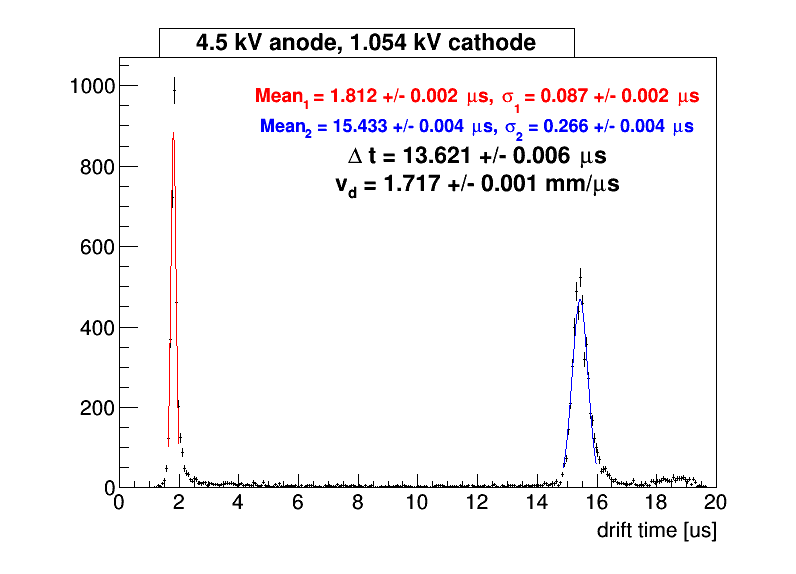 4.5 kV anode, 1.054 kV cathode
Mean1 = 1.812 +/- 0.002 μs, σ1 = 0.087 +/- 0.002 μs
Mean2 = 15.433 +/- 0.004 μs, σ2 = 0.266 +/- 0.004 μs
Δ t = 13.621 +/- 0.006 μs
vd = 1.717 +/- 0.001 mm/μs
1000
800
600
400
200
0
0 2 4 6 8 10 12 14 16 18 20
drift time [us]